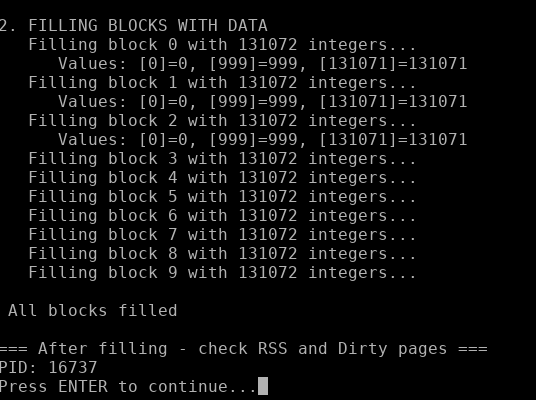 2. FILLING BLOCKS WITH DATA
Filling block 0 with 131072 integers...
Values: [0]=0, [999]=999, [131071]=131071
Filling block 1 with 131072 integers...
Values: [0]=0, [999]=999, [131071]=131071
Filling block 2 with 131072 integers...
Values: [0]=0, [999]=999, [131071]=131071
Filling block 3 with 131072 integers...
Filling block 4 with 131072 integers...
Filling block 5 with 131072 integers...
Filling block 6 with 131072 integers...
Filling block 7 with 131072 integers...
Filling block 8 with 131072 integers...
Filling block 9 with 131072 integers...
All blocks filled
=== After filling - check RSS and Dirty pages ===
PID: 16737
Press ENTER to continue...